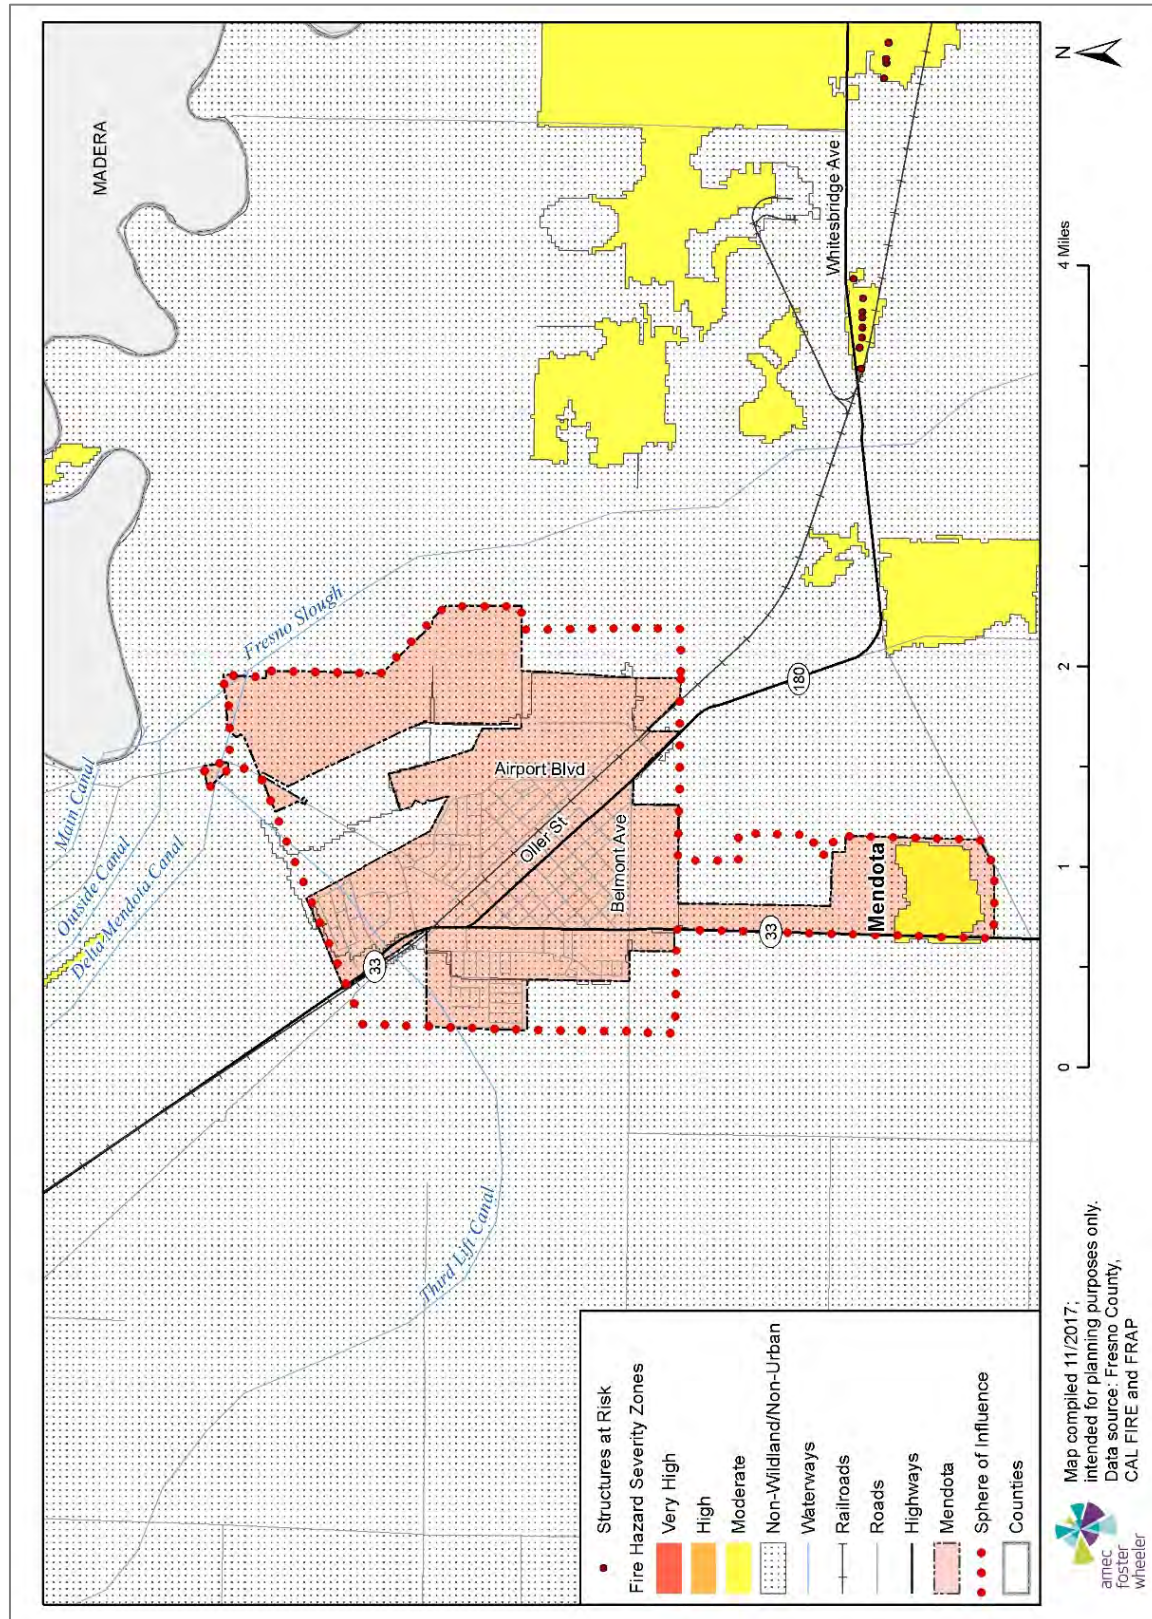 MADERA
Main Canal
Outside Canal
Delta Mendota Canal
Fresno Slough
Third Lift Canal
33
Airport Blvd
Oller St
Belmont Ave
180
33
Mendota
Whitesbridge Ave
N
0
1
2
4 Miles
Structures at Risk
Fire Hazard Severity Zones
Very High
High
Moderate
Non-Wildland/Non-Urban
Waterways
Railroads
Roads
Highways
Mendota
Sphere of Influence
Counties
amec
foster
wheeler
Map compiled 11/2017;
intended for planning purposes only.
Data source: Fresno County,
CAL FIRE and FRAP